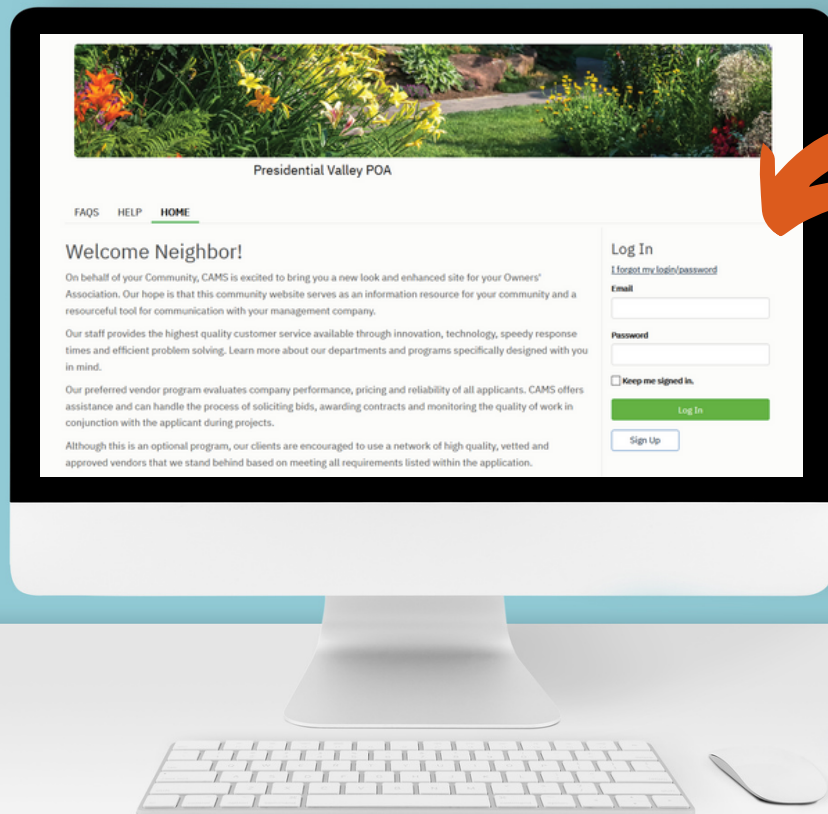 Presidential Valley POA
FAQS HELP HOME
Welcome Neighbor!
On behalf of your Community, CAMS is excited to bring you a new look and enhanced site for your Owners'
Association. Our hope is that this community website serves as an information resource for your community and a
resourceful tool for communication with your management company.
Our staff provides the highest quality customer service available through innovation, technology, speedy response
times and efficient problem solving. Learn more about our departments and programs specifically designed with you
in mind.
Our preferred vendor program evaluates company performance, pricing and reliability of all applicants. CAMS offers
assistance and can handle the process of soliciting bids, awarding contracts and monitoring the quality of work in
conjunction with the applicant during projects.
Although this is an optional program, our clients are encouraged to use a network of high quality, vetted and
approved vendors that we stand behind based on meeting all requirements listed within the application.
Log In
I forgot my login/password
Email
Password
Keep me signed in.
Log In
Sign Up